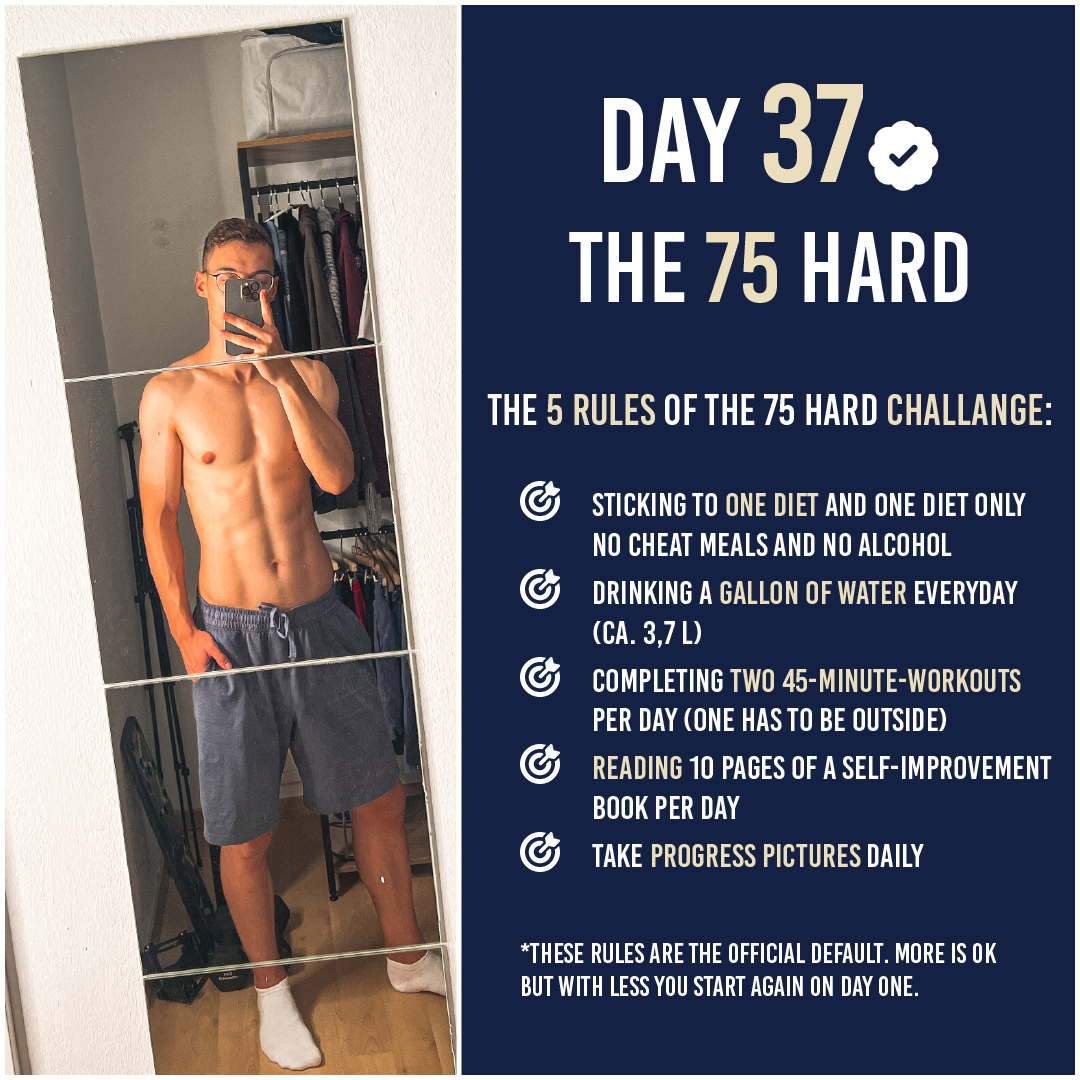 DAY 37
THE 75 HARD
THE 5 RULES OF THE 75 HARD CHALLANGE:
STICKING TO ONE DIET AND ONE DIET ONLY
NO CHEAT MEALS AND NO ALCOHOL
DRINKING A GALLON OF WATER EVERYDAY
(CA. 3,7 L)
COMPLETING TWO 45-MINUTE-WORKOUTS
PER DAY (ONE HAS TO BE OUTSIDE)
READING 10 PAGES OF A SELF-IMPROVEMENT
BOOK PER DAY
TAKE PROGRESS PICTURES DAILY
*THESE RULES ARE THE OFFICIAL DEFAULT. MORE IS OK
BUT WITH LESS YOU START AGAIN ON DAY ONE.